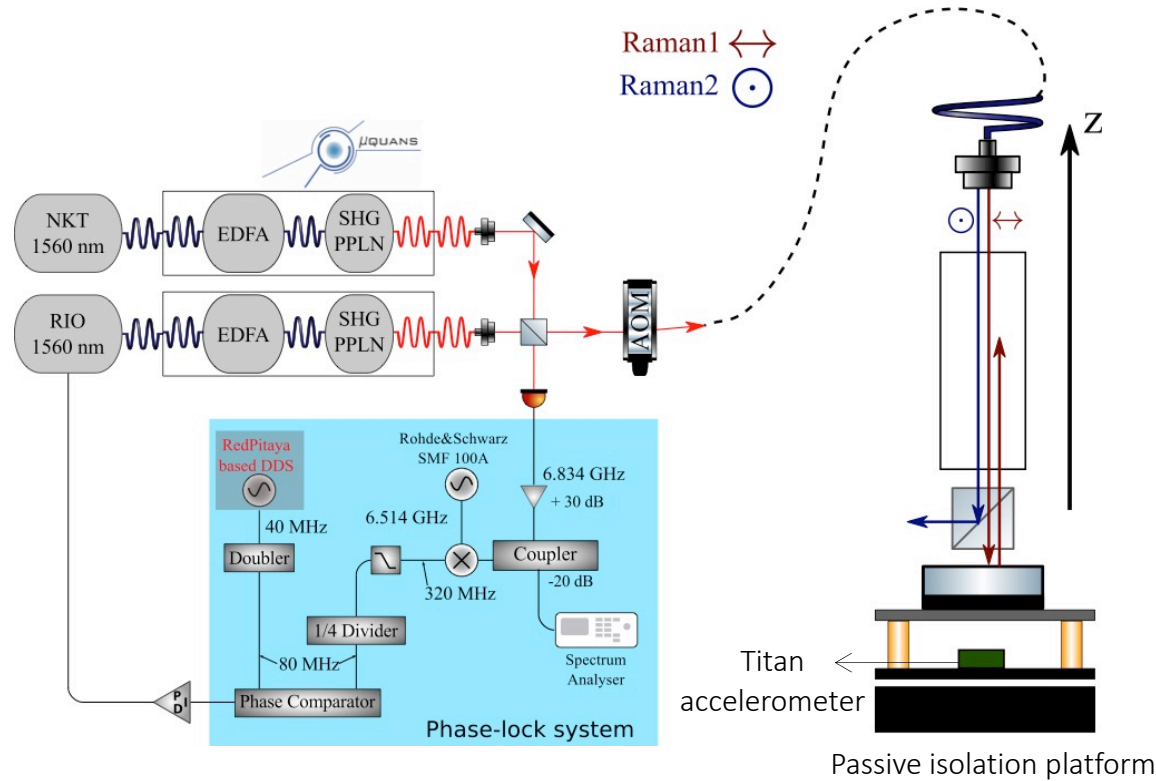 Raman1
Raman2
Z
μQUANS
NKT
1560 nm
EDFA
SHG
PPLN
RIO
1560 nm
EDFA
SHG
PPLN
AOM
RedPitaya
based DDS
Rohde&Schwarz
SMF 100A
6.834 GHz
+ 30 dB
40 MHz
6.514 GHz
Doubler
Coupler
-20 dB
320 MHz
1/4 Divider
80 MHz
Spectrum
Analyser
P
I
D
Phase Comparator
Phase-lock system
Titan
accelerometer
Passive isolation platform